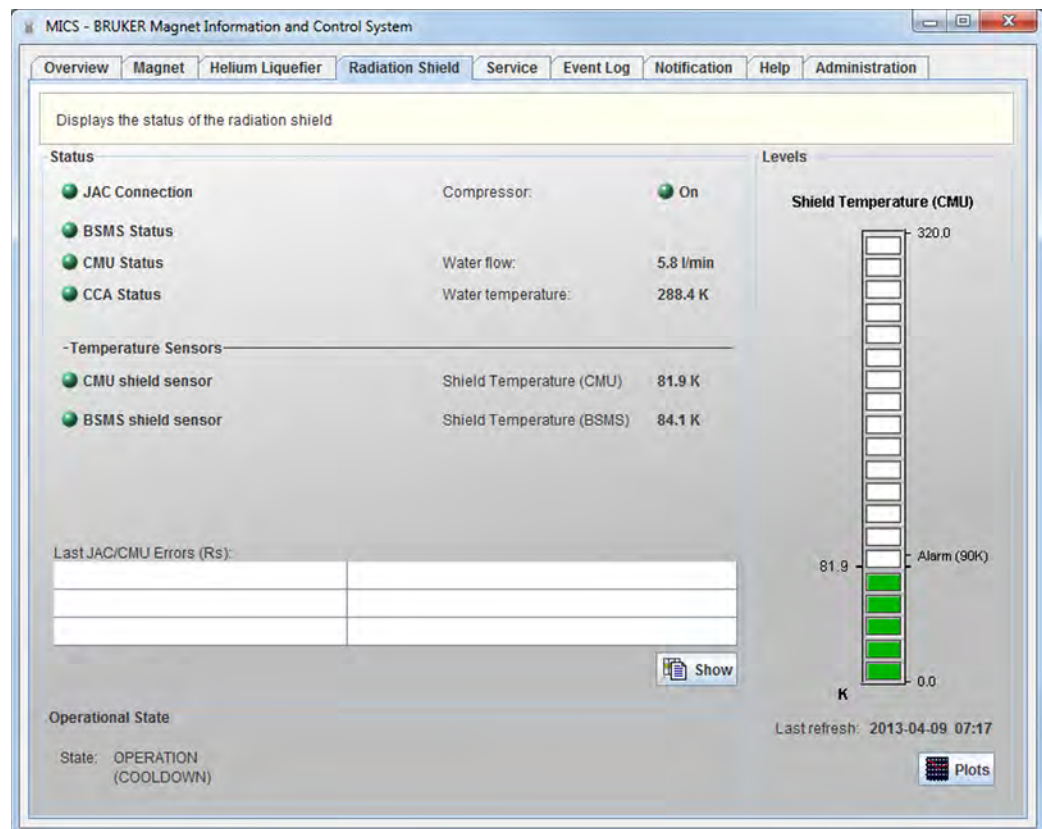 MICS - BRUKER Magnet Information and Control System
Overview Magnet Helium Liquefier Radiation Shield Service Event Log Notification Help Administration
Displays the status of the radiation shield
Status
JAC Connection Compressor: On
BSMS Status
CMU Status Water flow: 5.8 l/min
CCA Status Water temperature: 288.4 K
-Temperature Sensors
CMU shield sensor Shield Temperature (CMU) 81.9 K
BSMS shield sensor Shield Temperature (BSMS) 84.1 K
Last JAC/CMU Errors (Rs):
Show
Operational State
State: OPERATION
(COOLDOWN)
Levels
Shield Temperature (CMU)
320.0
Alarm (90K)
81.9
0.0
K
Last refresh: 2013-04-09 07:17
Plots